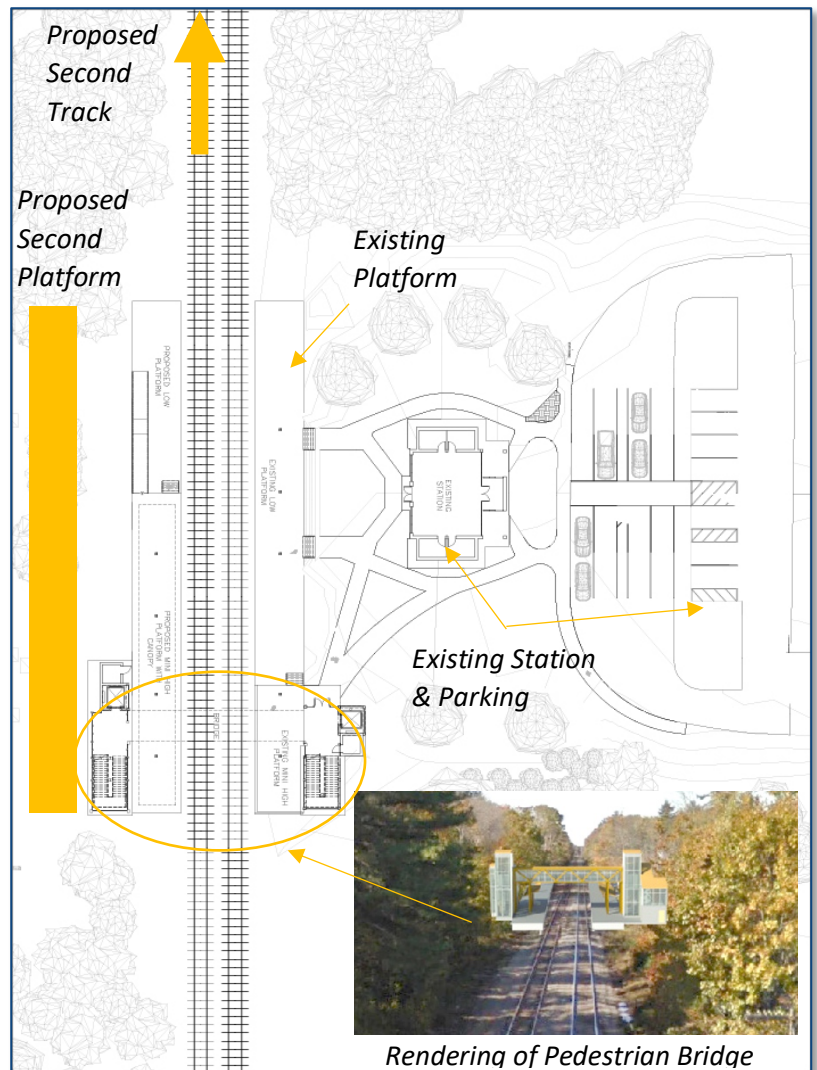 Proposed
Second
Track
Proposed
Second
Platform
Existing
Platform
PROPOSED LOW
PLATFORM
EXISTING LOW
PLATFORM
EXISTING
STATION
PROPOSED MINI HIGH
PLATFORM WITH
CANOPY
BRIDGE
EXISTING MINI HIGH
PLATFORM
Existing Station
& Parking
Rendering of Pedestrian Bridge